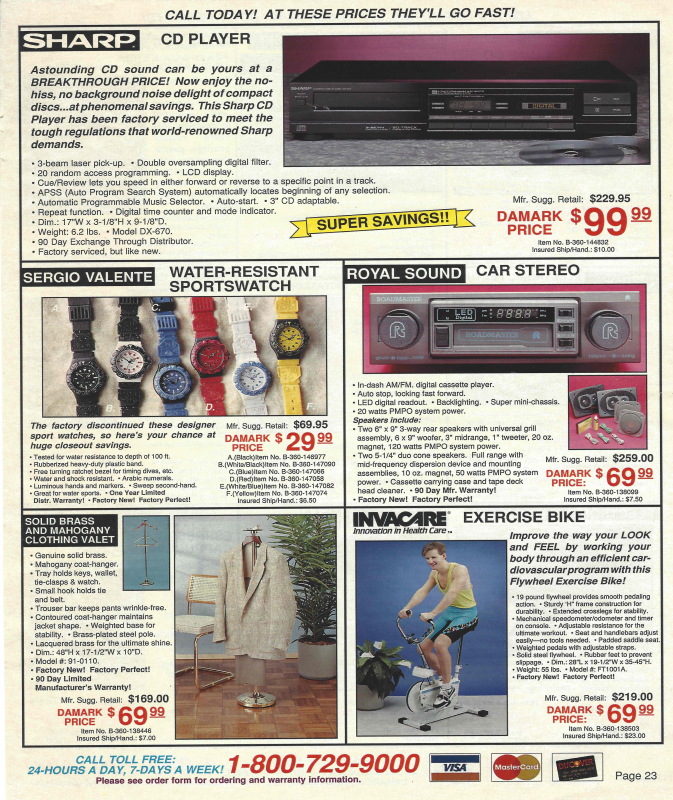 CALL TODAY! AT THESE PRICES THEY'LL GO FAST!
SHARP CD PLAYER
Astounding CD sound can be yours at a
BREAKTHROUGH PRICE! Now enjoy the no-
hiss, no background noise delight of compact
discs...at phenomenal savings. This Sharp CD
Player has been factory serviced to meet the
tough regulations that world-renowned Sharp
demands.
• 3-beam laser pick-up. • Double oversampling digital filter.
• 20 random access programming. • LCD display.
• Cue/Review lets you speed in either forward or reverse to a specific point in a track.
• APSS (Auto Program Search System) automatically locates beginning of any selection.
• Automatic Programmable Music Selector. • Auto-start. • 3" CD adaptable.
• Repeat function. • Digital time counter and mode indicator.
• Dim.: 17"W x 3-1/8"H x 9-1/8"D.
• Weight: 6.2 lbs. • Model DX-670.
• 90 Day Exchange Through Distributor.
• Factory serviced, but like new.
SHARP
DIGITAL
SUPER SAVINGS!!
Mfr. Sugg. Retail: $229.95
DAMARK PRICE $99 99
Item No. B-360-144832
Insured Ship/Hand.: $10.00
SERGIO VALENTE WATER-RESISTANT
SPORTSWATCH
A.
C.
D.
F.
The factory discontinued these designer
sport watches, so here's your chance at
huge closeout savings.
• Tested for water resistance to depth of 100 ft.
• Rubberized heavy-duty plastic band.
• Free turning ratchet bezel for timing dives, etc.
• Water and shock resistant. • Arabic numerals.
• Luminous hands and markers. • Sweep second-hand.
• Great for water sports. • One Year Limited
Distr. Warranty! • Factory New! Factory Perfect!
Mfr. Sugg. Retail: $69.95
DAMARK PRICE $29 99
A.(Black)Item No. B-360-146977
B.(White/Black)Item No. B-360-147090
C.(Blue)Item No. B-360-147066
D.(Red)Item No. B-360-147058
E.(White/Blue)Item No. B-360-147082
F.(Yellow)Item No. B-360-147074
Insured Ship/Hand.: $6.50
ROYAL SOUND CAR STEREO
ROADMASTER
LED
Digital
ROADMASTER
R
R
• In-dash AM/FM. digital cassette player.
• Auto stop, locking fast forward.
• LED digital readout. • Backlighting. • Super mini-chassis.
• 20 watts PMPO system power.
Speakers include:
• Two 6" x 9" 3-way rear speakers with universal grill
assembly, 6 x 9" woofer, 3" midrange, 1" tweeter, 20 oz.
magnet, 120 watts PMPO system power.
• Two 5-1/4" duo cone speakers. Full range with
mid-frequency dispersion device and mounting
assemblies, 10 oz. magnet, 50 watts PMPO system
power. • Cassette carrying case and tape deck
head cleaner. • 90 Day Mfr. Warranty!
• Factory New! Factory Perfect!
Mfr. Sugg. Retail: $259.00
DAMARK PRICE $69 99
Item No. B-360-138099
Insured Ship/Hand.: $7.50
SOLID BRASS
AND MAHOGANY
CLOTHING VALET
• Genuine solid brass.
• Mahogany coat-hanger.
• Tray holds keys, wallet,
tie-clasps & watch.
• Small hook holds tie
and belt.
• Trouser bar keeps pants wrinkle-free.
• Contoured coat-hanger maintains
jacket shape. • Weighted base for
stability. • Brass-plated steel pole.
• Lacquered brass for the ultimate shine.
• Dim.: 48"H x 17-1/2"W x 10"D.
• Model #: 91-0110.
• Factory New! Factory Perfect!
• 90 Day Limited
Manufacturer's Warranty!
Mfr. Sugg. Retail: $169.00
DAMARK PRICE $69 99
Item No. B-360-138446
Insured Ship/Hand.: $7.00
INVACARE EXERCISE BIKE
Innovation in Health Care™
Improve the way your LOOK
and FEEL by working your
body through an efficient car-
diovascular program with this
Flywheel Exercise Bike!
• 19 pound flywheel provides smooth pedaling
action. • Sturdy "H" frame construction for
durability. • Extended crosslegs for stability.
• Mechanical speedometer/odometer and timer
on console. • Adjustable resistance for the
ultimate workout. • Seat and handlebars adjust
easily—no tools needed. • Padded saddle seat.
• Weighted pedals with adjustable straps.
• Solid steel flywheel. • Rubber feet to prevent
slippage. • Dim.: 28"L x 19-1/2"W x 35-45"H.
• Weight: 55 lbs. • Model #: FT1001A.
• Factory New! Factory Perfect!
Mfr. Sugg. Retail: $219.00
DAMARK PRICE: $69 99
Item No. B-360-138503
Insured Ship/Hand.: $23.00
CALL TOLL FREE:
24-HOURS A DAY, 7-DAYS A WEEK! 1-800-729-9000
Please see order form for ordering and warranty information.
VISA
MasterCard
DISCOVER
Page 23